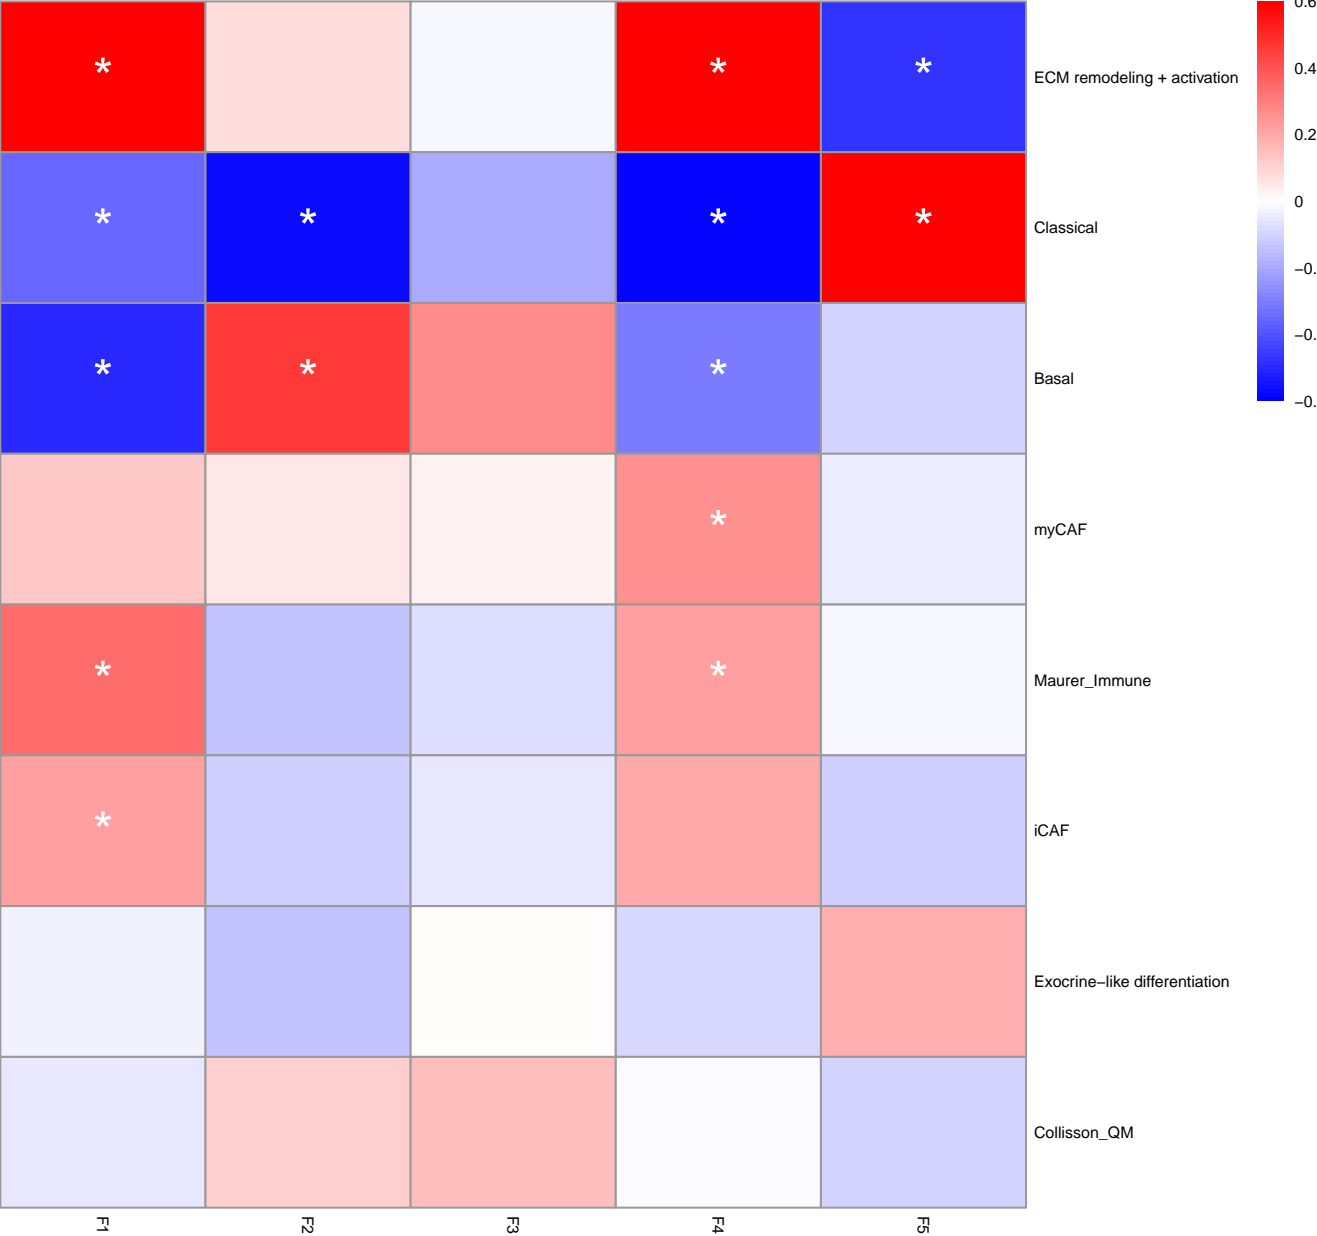 0.6
* * * ECM remodeling + activation
0.4
0.2
0
* * * * Classical
−0.
−0.
* * * Basal
−0.
* myCAF
* * Maurer_Immune
* iCAF
Exocrine−like differentiation
Collisson_QM
F1 F2 F3 F4 F5